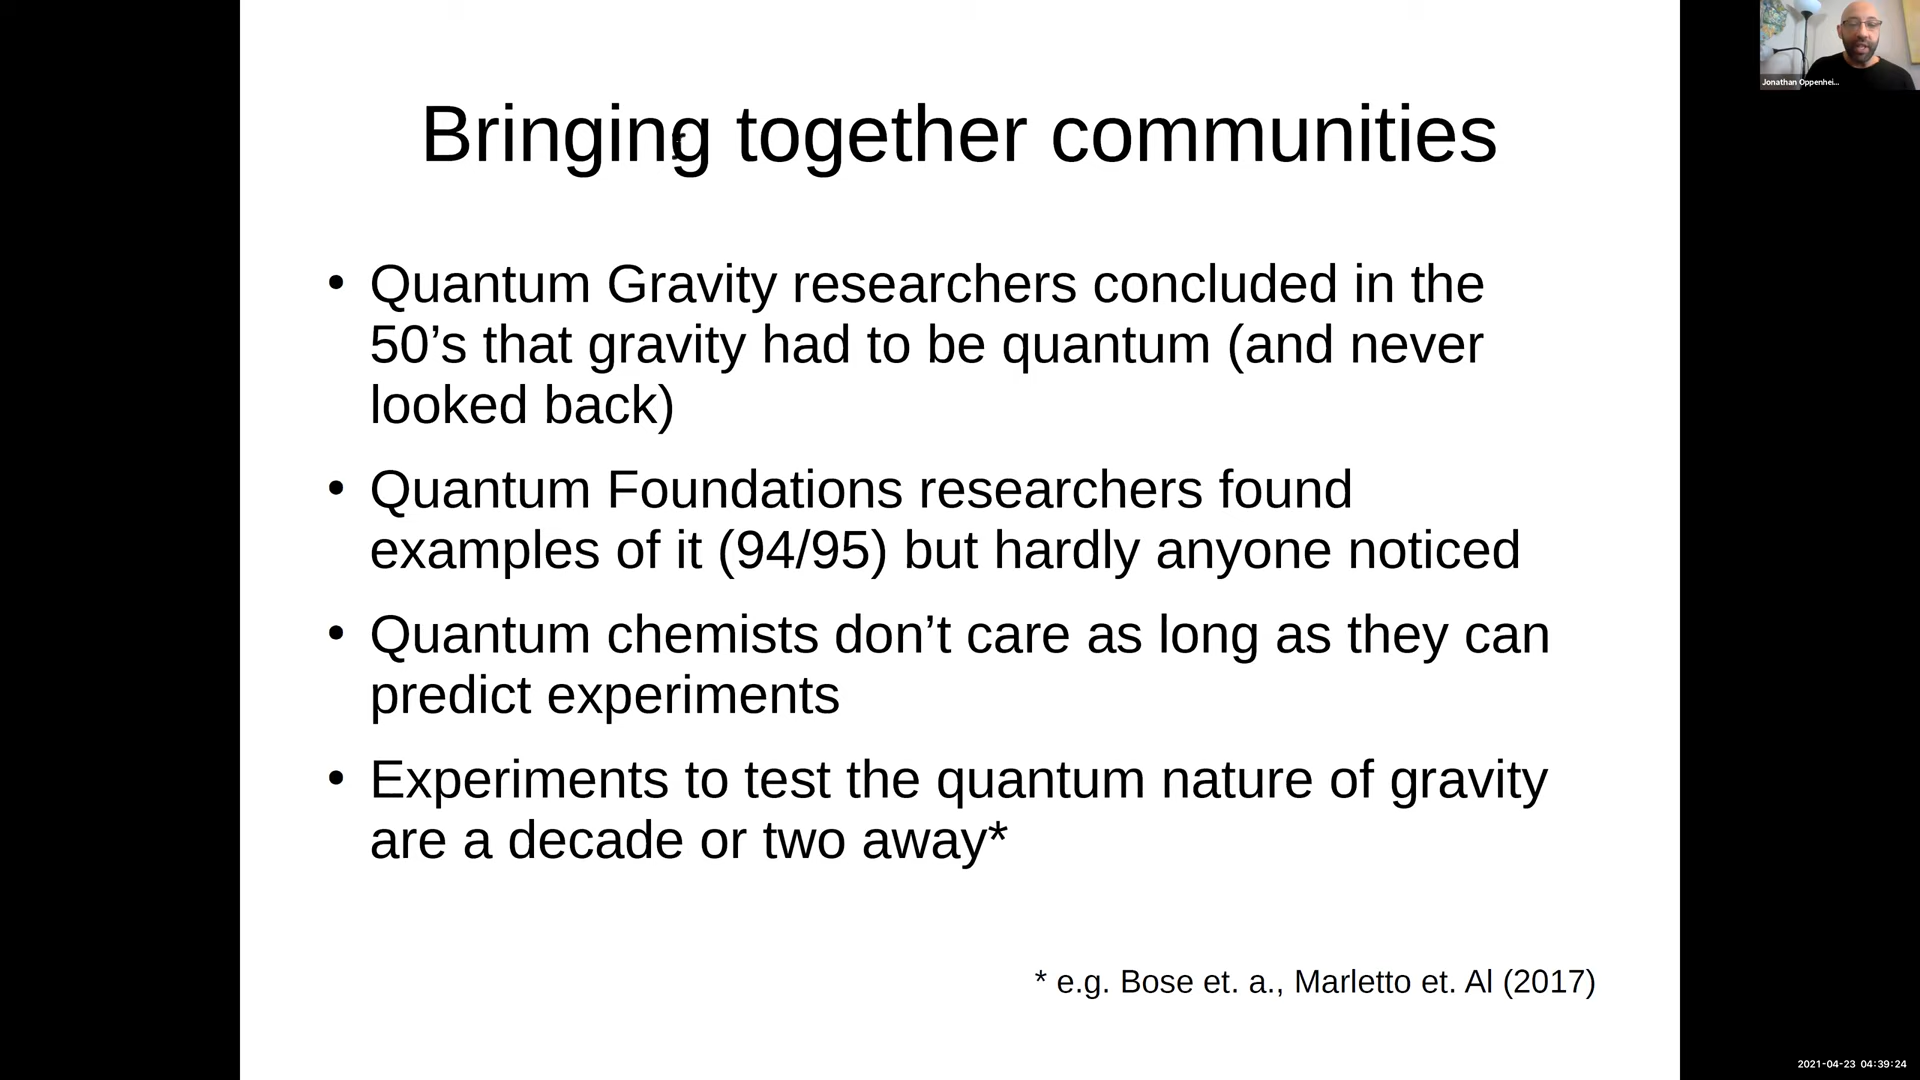 Jonathan Oppenhei...
Bringing together communities
• Quantum Gravity researchers concluded in the
50’s that gravity had to be quantum (and never
looked back)
• Quantum Foundations researchers found
examples of it (94/95) but hardly anyone noticed
• Quantum chemists don’t care as long as they can
predict experiments
• Experiments to test the quantum nature of gravity
are a decade or two away*
* e.g. Bose et. a., Marletto et. Al (2017)
2021-04-23 04:39:24